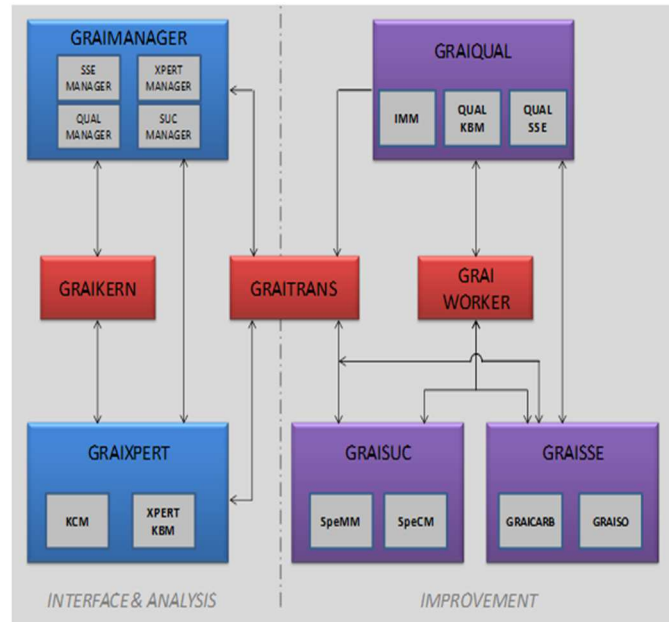 GRAIMANAGER
SSE
MANAGER
XPERT
MANAGER
QUAL
MANAGER
SUC
MANAGER
GRAIQUAL
IMM
QUAL
KBM
QUAL
SSE
GRAIKERN
GRAITRANS
GRAI
WORKER
GRAIXPERT
KCM
XPERT
KBM
GRAISUC
SpeMM
SpeCM
GRAISSE
GRAICARB
GRAISO
INTERFACE & ANALYSIS
IMPROVEMENT